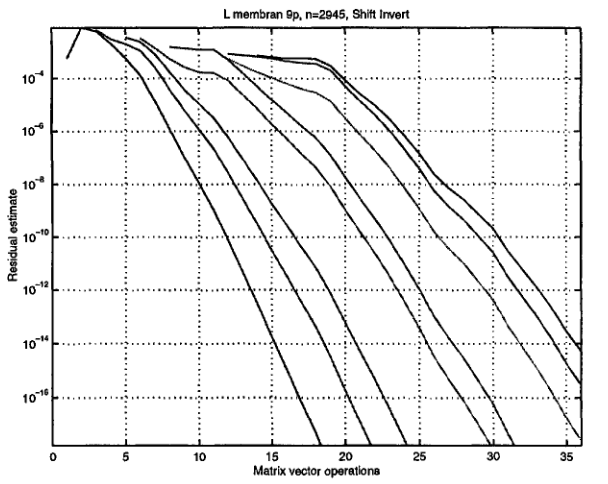 L membran 9p, n=2945, Shift Invert
Residual estimate
10^-4
10^-6
10^-8
10^-10
10^-12
10^-14
10^-16
0 5 10 15 20 25 30 35
Matrix vector operations